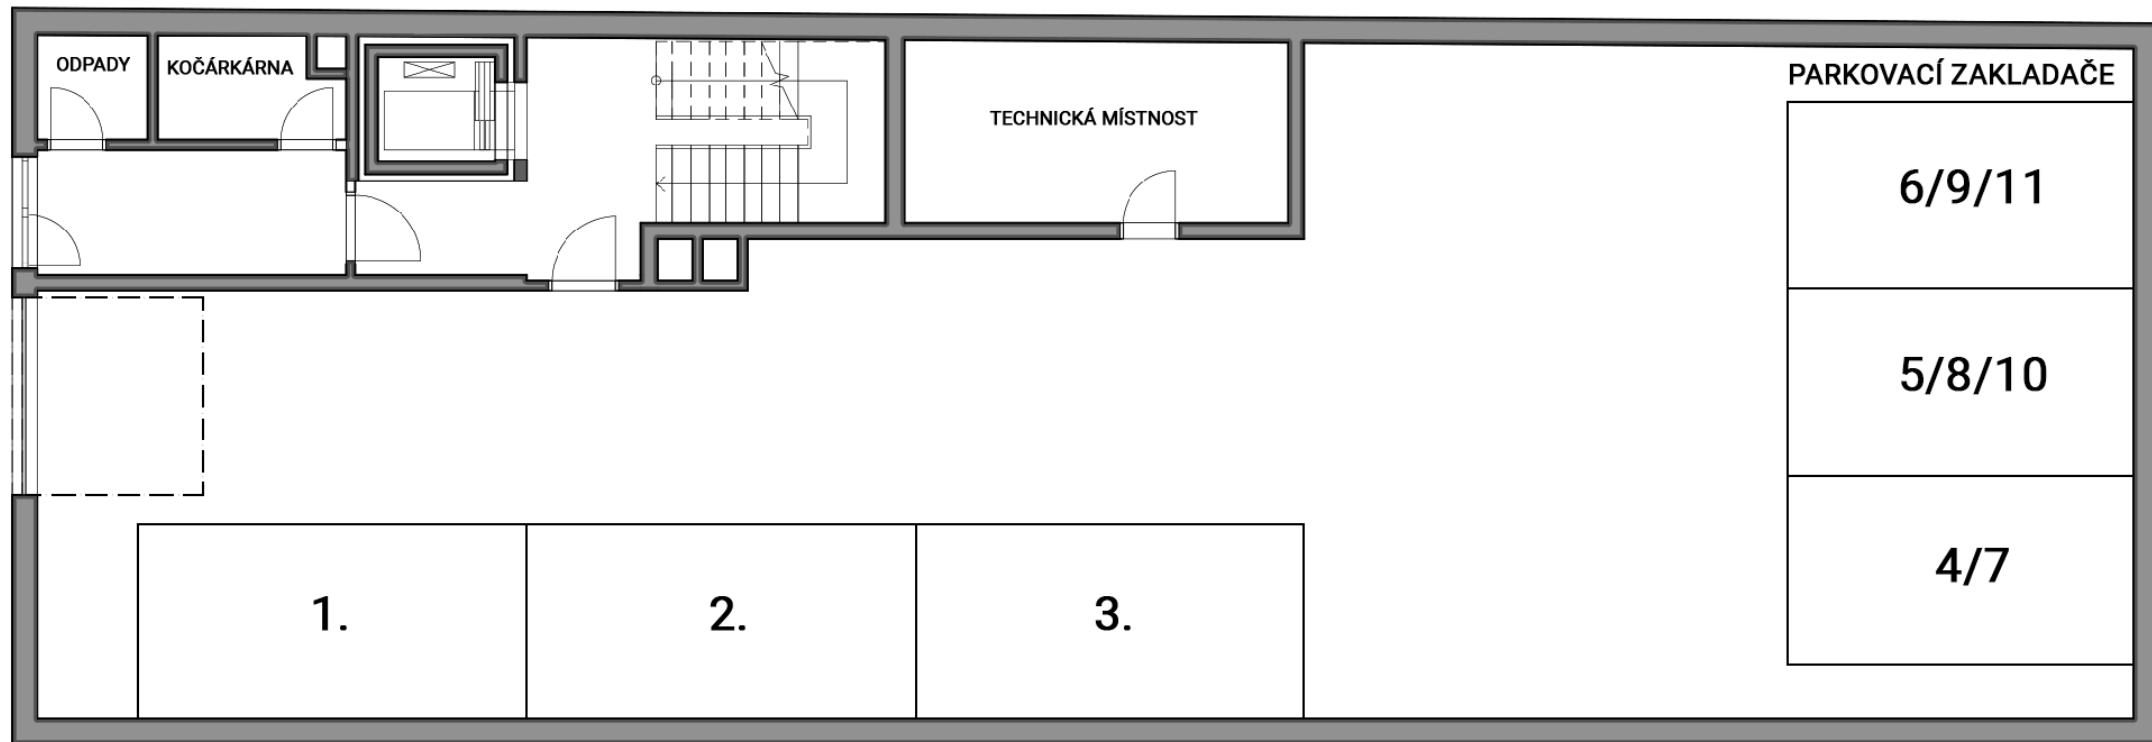 ODPADY
KOČÁRKÁRNA
TECHNICKÁ MÍSTNOST
PARKOVACÍ ZAKLADAČE
6/9/11
5/8/10
4/7
1.
2.
3.